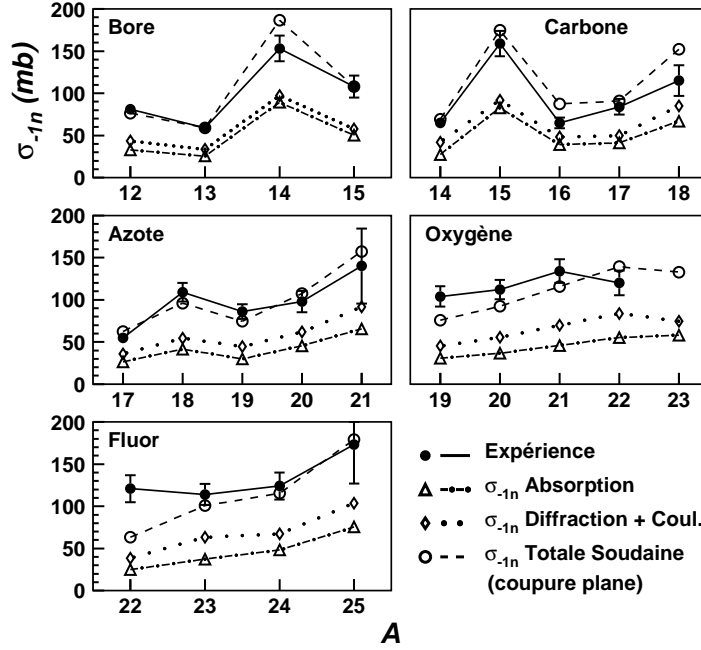 σ-1n (mb)
Bore
200
150
100
50
0
12 13 14 15
Carbone
14 15 16 17 18
Azote
200
150
100
50
0
17 18 19 20 21
Oxygène
19 20 21 22 23
Fluor
200
150
100
50
0
22 23 24 25
A
Expérience
σ-1n Absorption
σ-1n Diffraction + Coul.
σ-1n Totale Soudaine
(coupure plane)